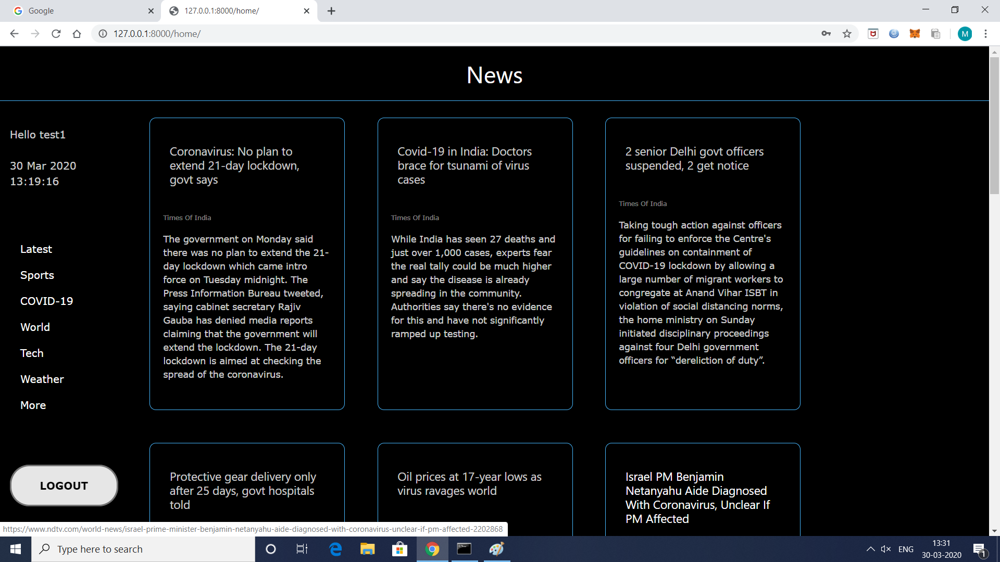 Google
127.0.0.1:8000/home/
127.0.0.1:8000/home/
M
News
Hello test1
30 Mar 2020
13:19:16
Latest
Sports
COVID-19
World
Tech
Weather
More
LOGOUT
Coronavirus: No plan to
extend 21-day lockdown,
govt says
Times Of India
The government on Monday said
there was no plan to extend the 21-
day lockdown which came intro
force on Tuesday midnight. The
Press Information Bureau tweeted,
saying cabinet secretary Rajiv
Gauba has denied media reports
claiming that the government will
extend the lockdown. The 21-day
lockdown is aimed at checking the
spread of the coronavirus.
Covid-19 in India: Doctors
brace for tsunami of virus
cases
Times Of India
While India has seen 27 deaths and
just over 1,000 cases, experts fear
the real tally could be much higher
and say the disease is already
spreading in the community.
Authorities say there's no evidence
for this and have not significantly
ramped up testing.
2 senior Delhi govt officers
suspended, 2 get notice
Times Of India
Taking tough action against officers
for failing to enforce the Centre's
guidelines on containment of
COVID-19 lockdown by allowing a
large number of migrant workers to
congregate at Anand Vihar ISBT in
violation of social distancing norms,
the home ministry on Sunday
initiated disciplinary proceedings
against four Delhi government
officers for “dereliction of duty”.
Protective gear delivery only
after 25 days, govt hospitals
told
Oil prices at 17-year lows as
virus ravages world
Israel PM Benjamin
Netanyahu Aide Diagnosed
With Coronavirus, Unclear If
PM Affected
https://www.ndtv.com/world-news/israel-prime-minister-benjamin-netanyahu-aide-diagnosed-with-coronavirus-unclear-if-pm-affected-2202868
Type here to search
ENG
13:31
30-03-2020
1